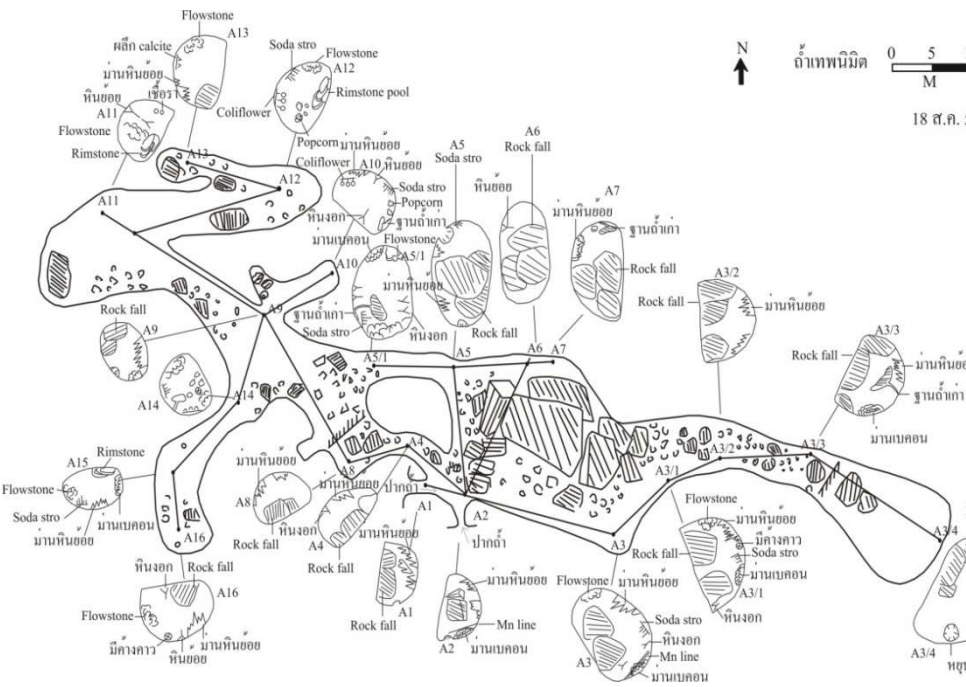 Flowstone
A13
ผลึก calcite
ม่านหินย้อย
หินย้อย
เชื้อรา
A11
Flowstone
Rimstone
Soda stro
Flowstone
A12
Rimstone pool
Coliflower
Popcorn
N
ถ้ำเทพนิมิต
0 5
M
18 ส.ค.
A13
A12
A11
ม่านหินย้อย
Coliflower
A10
หินย้อย
Soda stro
Popcorn
หินงอก
ฐานถ้ำเก่า
ม่านเบคอน
A10
Flowstone
A5/1
ม่านหินย้อย
ฐานถ้ำเก่า
Soda stro
หินงอก
A5
Soda stro
Rock fall
A6
Rock fall
หินย้อย
A7
ม่านหินย้อย
ฐานถ้ำเก่า
Rock fall
A3/2
Rock fall
ม่านหินย้อย
A3/3
Rock fall
ม่านหินย้อ
ฐานถ้ำเก่า
ม่านเบคอน
A9
Rock fall
A9
A14
A14
A5/1
A5
A6
A7
A4
A8
ปากถ้ำ
A1
A2
ปากถ้ำ
A3
A3/1
A3/2
A3/3
A3/4
Rimstone
A15
Flowstone
Soda stro
ม่านหินย้อย
ม่านเบคอน
A16
หินงอก
Rock fall
A16
Flowstone
มีค้างคาว
หินย้อย
ม่านหินย้อย
ม่านหินย้อย
A8
Rock fall
หินงอก
ม่านหินย้อย
A4
Rock fall
ม่านหินย้อย
A1
Rock fall
ม่านหินย้อย
Mn line
A2
ม่านเบคอน
Flowstone
ม่านหินย้อย
Soda stro
หินงอก
Mn line
A3
ม่านเบคอน
Flowstone
ม่านหินย้อย
มีค้างคาว
Rock fall
Soda stro
ม่านเบคอน
A3/1
หินงอก
A3/4